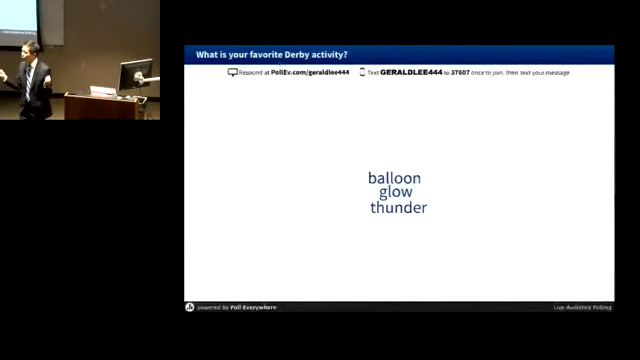 What is your favorite Derby activity?
Respond at PollEv.com/geraldlee444 Text GERALDLEE444 to 37607 once to join, then text your message
balloon
glow
thunder
powered by Poll Everywhere
Live Audience Polling